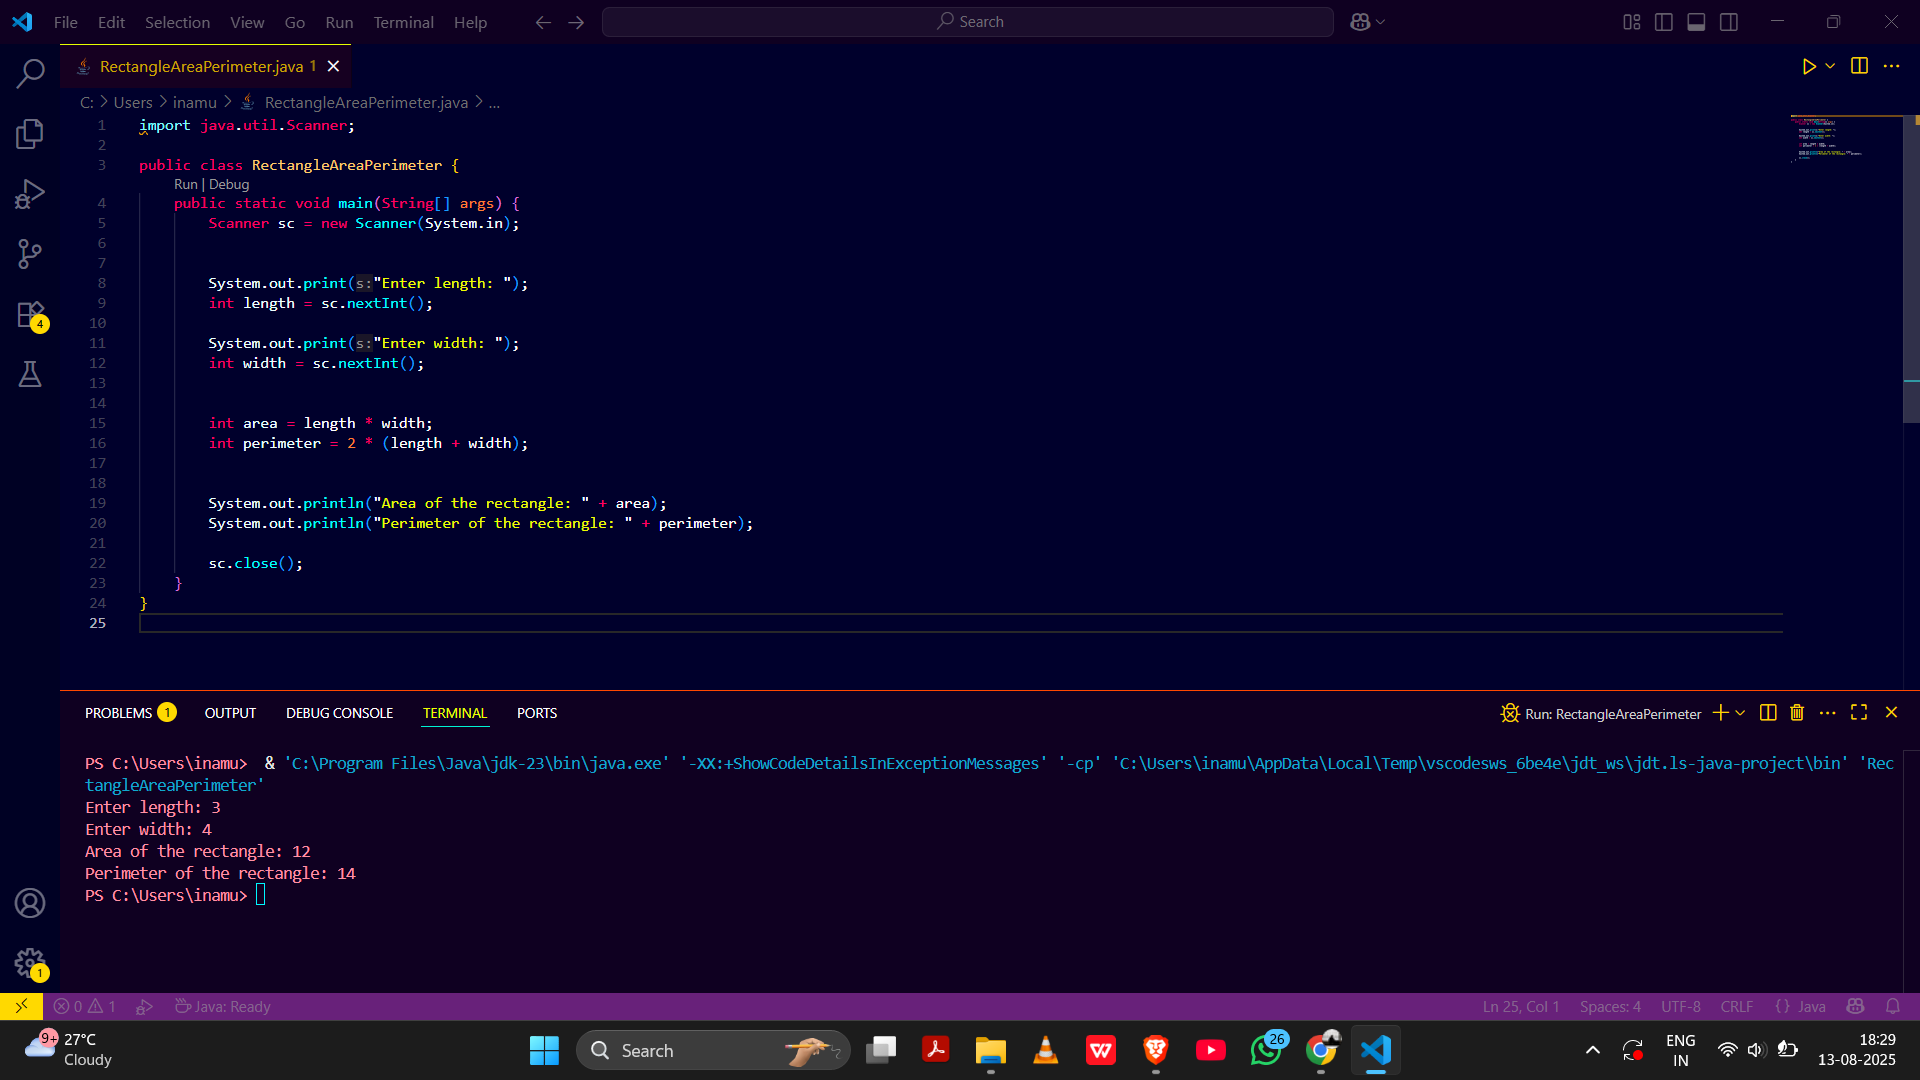 File Edit Selection View Go Run Terminal Help Search
RectangleAreaPerimeter.java 1
C: > Users > inamu > RectangleAreaPerimeter.java > ...
1 import java.util.Scanner;
2
3 public class RectangleAreaPerimeter {
Run | Debug
4 public static void main(String[] args) {
5 Scanner sc = new Scanner(System.in);
6
7
8 System.out.print(s:"Enter length: ");
9 int length = sc.nextInt();
10
11 System.out.print(s:"Enter width: ");
12 int width = sc.nextInt();
13
14
15 int area = length * width;
16 int perimeter = 2 * (length + width);
17
18
19 System.out.println("Area of the rectangle: " + area);
20 System.out.println("Perimeter of the rectangle: " + perimeter);
21
22 sc.close();
23 }
24 }
25
4
PROBLEMS 1 OUTPUT DEBUG CONSOLE TERMINAL PORTS Run: RectangleAreaPerimeter
PS C:\Users\inamu> & 'C:\Program Files\Java\jdk-23\bin\java.exe' '-XX:+ShowCodeDetailsInExceptionMessages' '-cp' 'C:\Users\inamu\AppData\Local\Temp\vscodesws_6be4e\jdt_ws\jdt.ls-java-project\bin' 'Rec
tangleAreaPerimeter'
Enter length: 3
Enter width: 4
Area of the rectangle: 12
Perimeter of the rectangle: 14
PS C:\Users\inamu>
1
0 1 Java: Ready Ln 25, Col 1 Spaces: 4 UTF-8 CRLF {} Java
9+ 27°C
Cloudy
Search
26
ENG
IN
18:29
13-08-2025